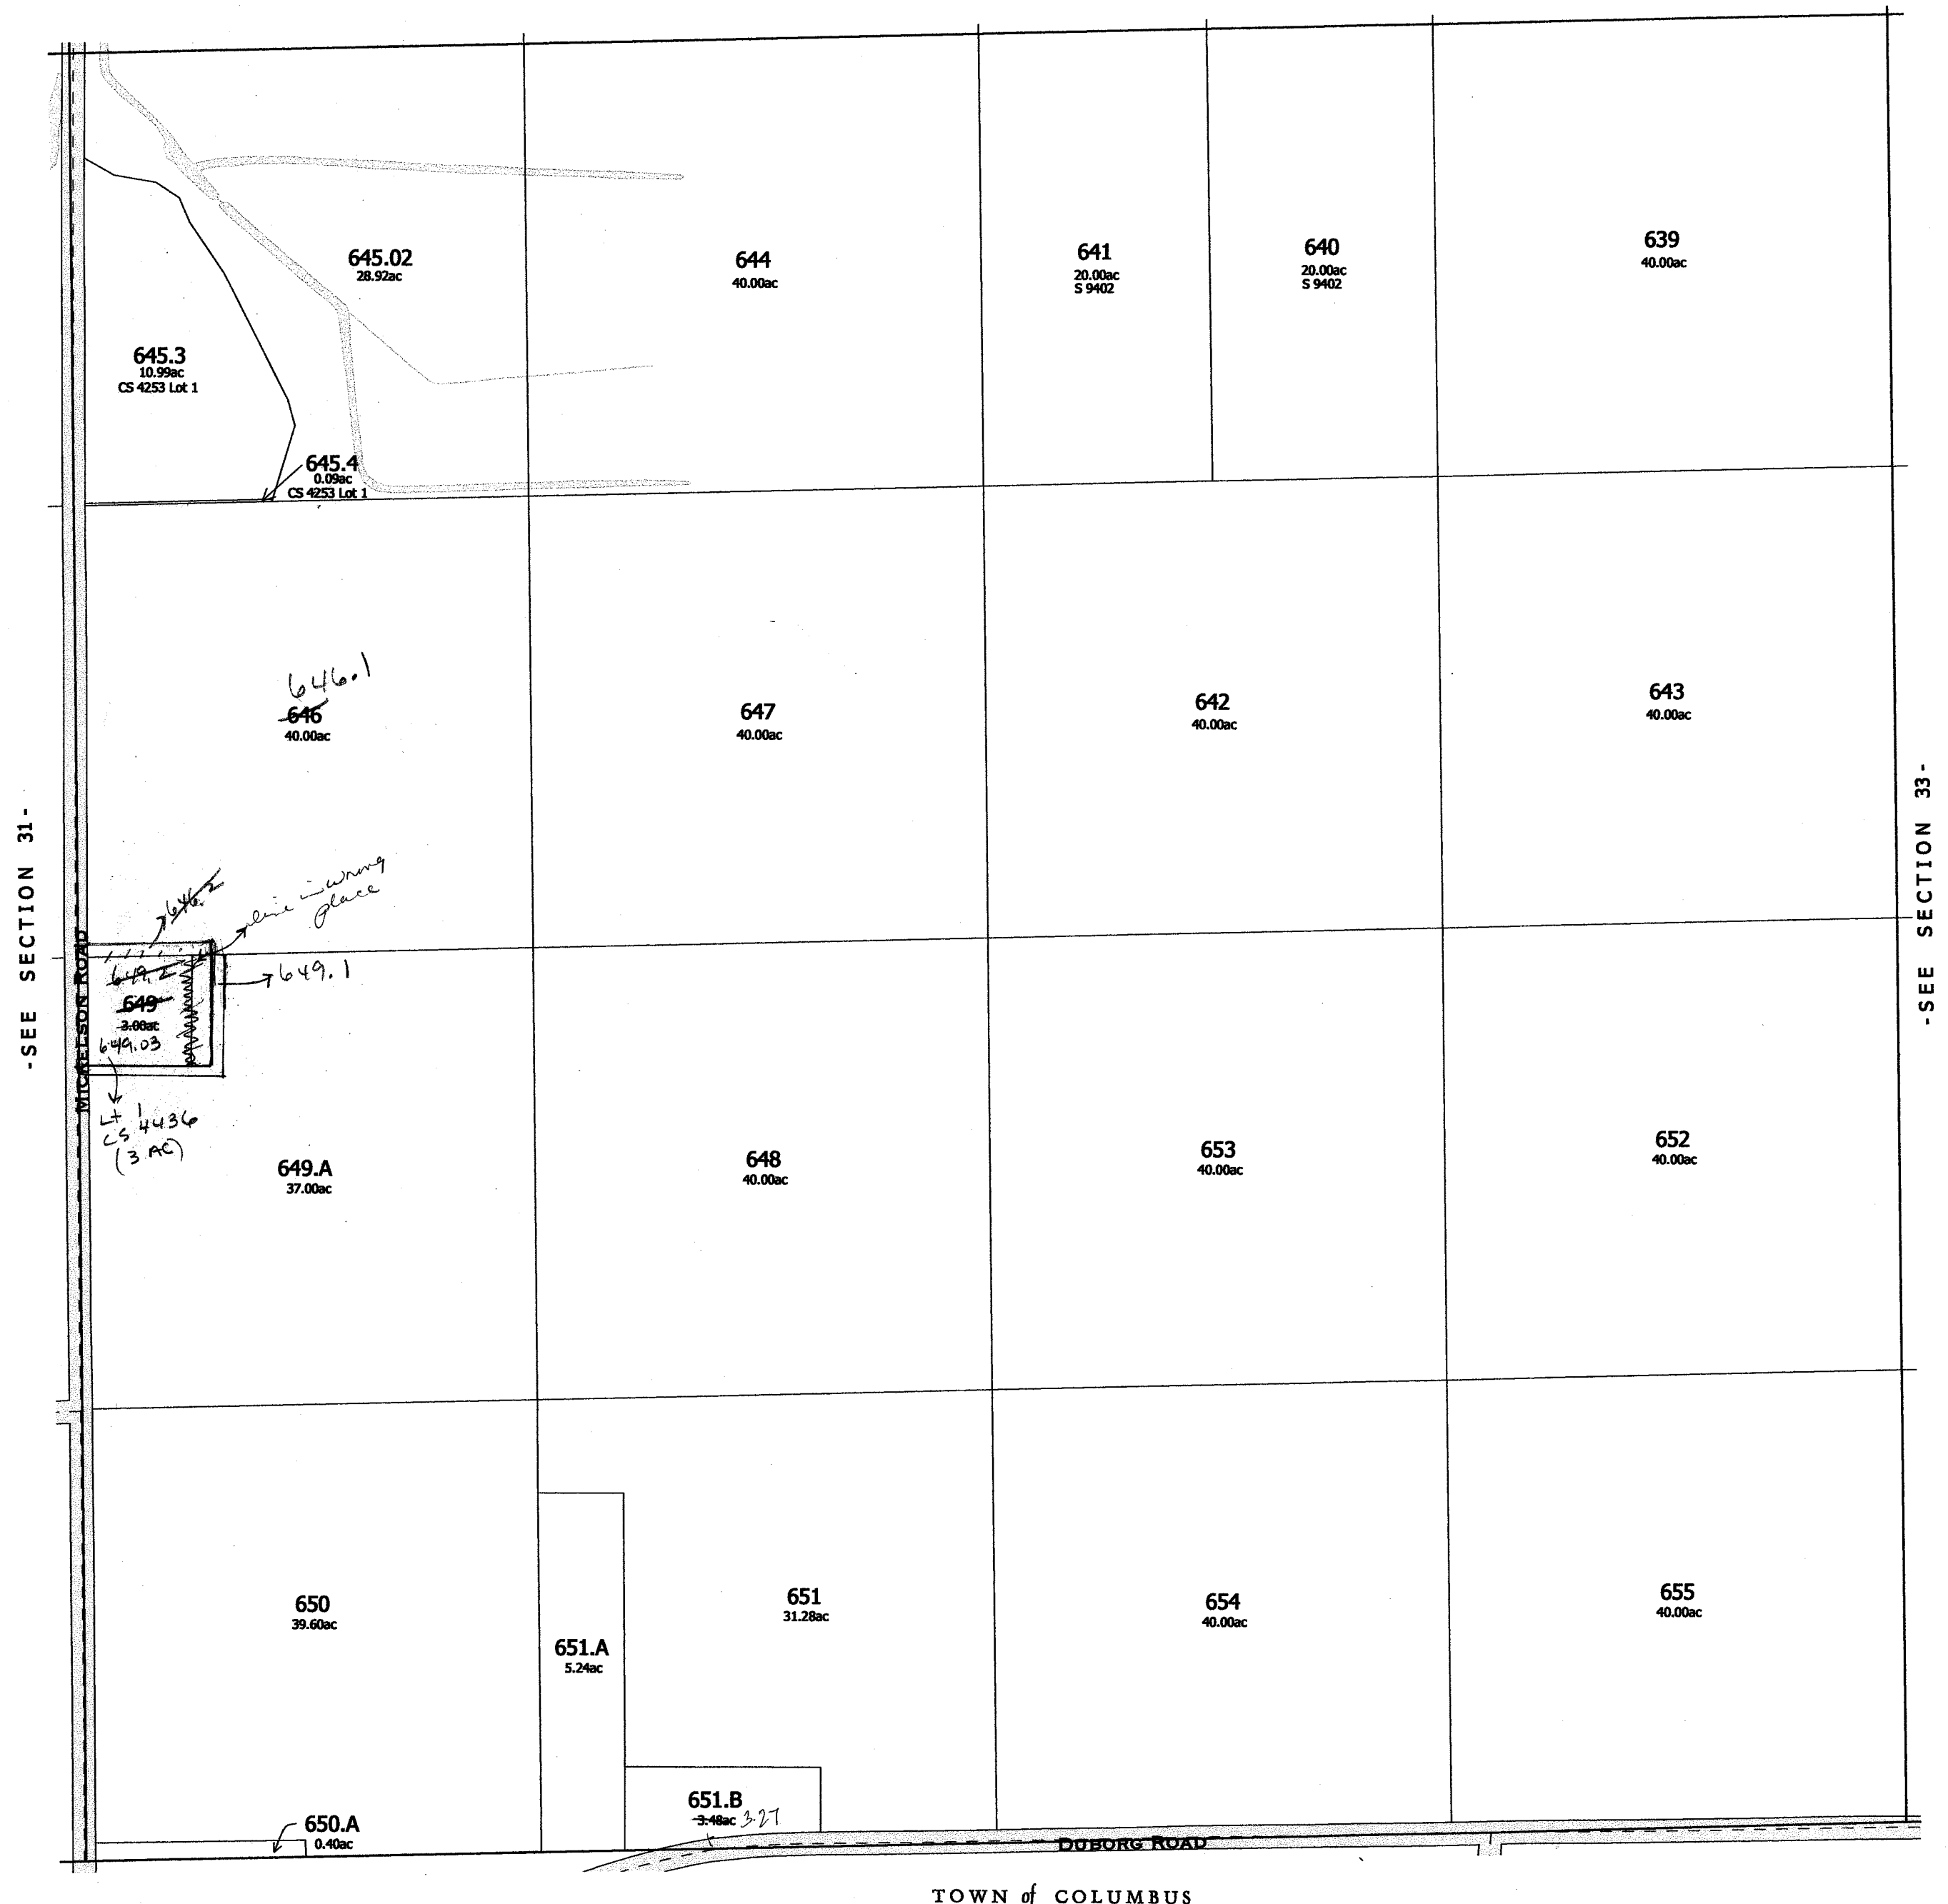 645.02
28.92ac
644
40.00ac
641
20.00ac
S 9402
640
20.00ac
S 9402
639
40.00ac
645.3
10.99ac
CS 4253 Lot 1
645.4
0.09ac
CS 4253 Lot 1
646.1
646
40.00ac
647
40.00ac
642
40.00ac
643
40.00ac
-SEE SECTION 31-
-SEE SECTION 33-
MICKELSON ROAD
646.2
line in wrong
place
649.2
649.1
649
3.00ac
649.03
Lt 1
CS 4436
(3 AC)
649.A
37.00ac
648
40.00ac
653
40.00ac
652
40.00ac
650
39.60ac
651
31.28ac
654
40.00ac
655
40.00ac
651.A
5.24ac
651.B
3.48ac 3.27
650.A
0.40ac
DUBORG ROAD
TOWN of COLUMBUS